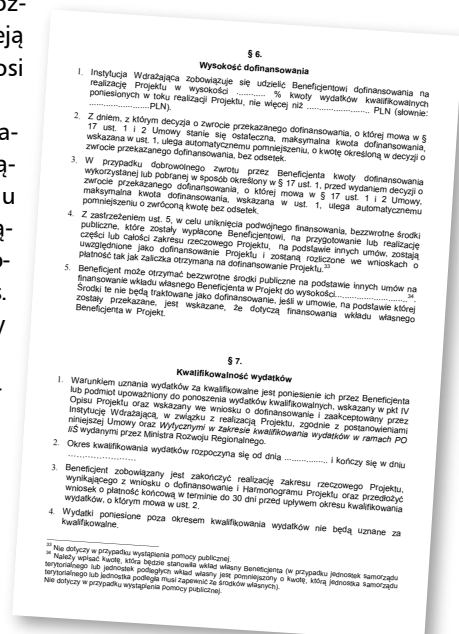 oz-
eją
osi
a-
ą-
u
ą-
o-
s.
y
.
§ 6.
Wysokość dofinansowania
1. Instytucja Wdrażająca zobowiązuje się udzielić Beneficjentowi dofinansowania na
realizację Projektu w wysokości ........... % kwoty wydatków kwalifikowalnych
poniesionych w toku realizacji Projektu, nie więcej niż ........................... PLN (słownie:
.........................PLN).
2. Z dniem, z którym decyzja o zwrocie przekazanego dofinansowania, o której mowa w §
17 ust. 1 i 2 Umowy stanie się ostateczna, maksymalna kwota dofinansowania,
wskazana w ust. 1, ulega automatycznemu pomniejszeniu, o kwotę określoną w decyzji o
zwrocie przekazanego dofinansowania, bez odsetek.
3. W przypadku dobrowolnego zwrotu przez Beneficjenta kwoty dofinansowania
wykorzystanej lub pobranej w sposób określony w § 17 ust. 1, przed wydaniem decyzji o
zwrocie przekazanego dofinansowania, o której mowa w § 17 ust. 1 i 2 Umowy,
maksymalna kwota dofinansowania, wskazana w ust. 1, ulega automatycznemu
pomniejszeniu o zwróconą kwotę bez odsetek.
4. Z zastrzeżeniem ust. 5, w celu uniknięcia podwójnego finansowania, bezzwrotne środki
publiczne, które zostały wypłacone Beneficjentowi, na przygotowanie lub realizację
części lub całości zakresu rzeczowego Projektu, na podstawie innych umów, zostają
uwzględnione jako dofinansowanie Projektu i zostaną rozliczone we wnioskach o
płatność tak jak zaliczka otrzymana na dofinansowanie Projektu.³³
5. Beneficjent może otrzymać bezzwrotne środki publiczne na podstawie innych umów na
finansowanie wkładu własnego Beneficjenta w Projekt do wysokości..........................³⁴
Środki te nie będą traktowane jako dofinansowanie, jeśli w umowie, na podstawie której
zostały przekazane, jest wskazane, że dotyczą finansowania wkładu własnego
Beneficjenta w Projekt.
§ 7.
Kwalifikowalność wydatków
1. Warunkiem uznania wydatków za kwalifikowalne jest poniesienie ich przez Beneficjenta
lub podmiot upoważniony do ponoszenia wydatków kwalifikowalnych, wskazany w pkt IV
Opisu Projektu oraz wskazany we wniosku o dofinansowanie i zaakceptowany przez
Instytucję Wdrażającą, w związku z realizacją Projektu, zgodnie z postanowieniami
niniejszej Umowy oraz Wytycznymi w zakresie kwalifikowania wydatków w ramach PO
IiŚ wydanymi przez Ministra Rozwoju Regionalnego.
2. Okres kwalifikowania wydatków rozpoczyna się od dnia ................. i kończy się w dniu
.........................
3. Beneficjent zobowiązany jest zakończyć realizację zakresu rzeczowego Projektu,
wynikającego z wniosku o dofinansowanie i Harmonogramu Projektu oraz przedłożyć
wniosek o płatność końcową w terminie do 30 dni przed upływem okresu kwalifikowania
wydatków, o którym mowa w ust. 2.
4. Wydatki poniesione poza okresem kwalifikowania wydatków nie będą uznane za
kwalifikowalne.
³³ Nie dotyczy w przypadku wystąpienia pomocy publicznej.
³⁴ Należy wpisać kwotę, która będzie stanowiła wkład własny Beneficjenta (w przypadku jednostek samorządu
terytorialnego lub jednostek podległych wkład własny jest pomniejszony o kwotę, którą jednostka samorządu
terytorialnego lub jednostka podległa musi zapewnić ze środków własnych).
Nie dotyczy w przypadku wystąpienia pomocy publicznej.